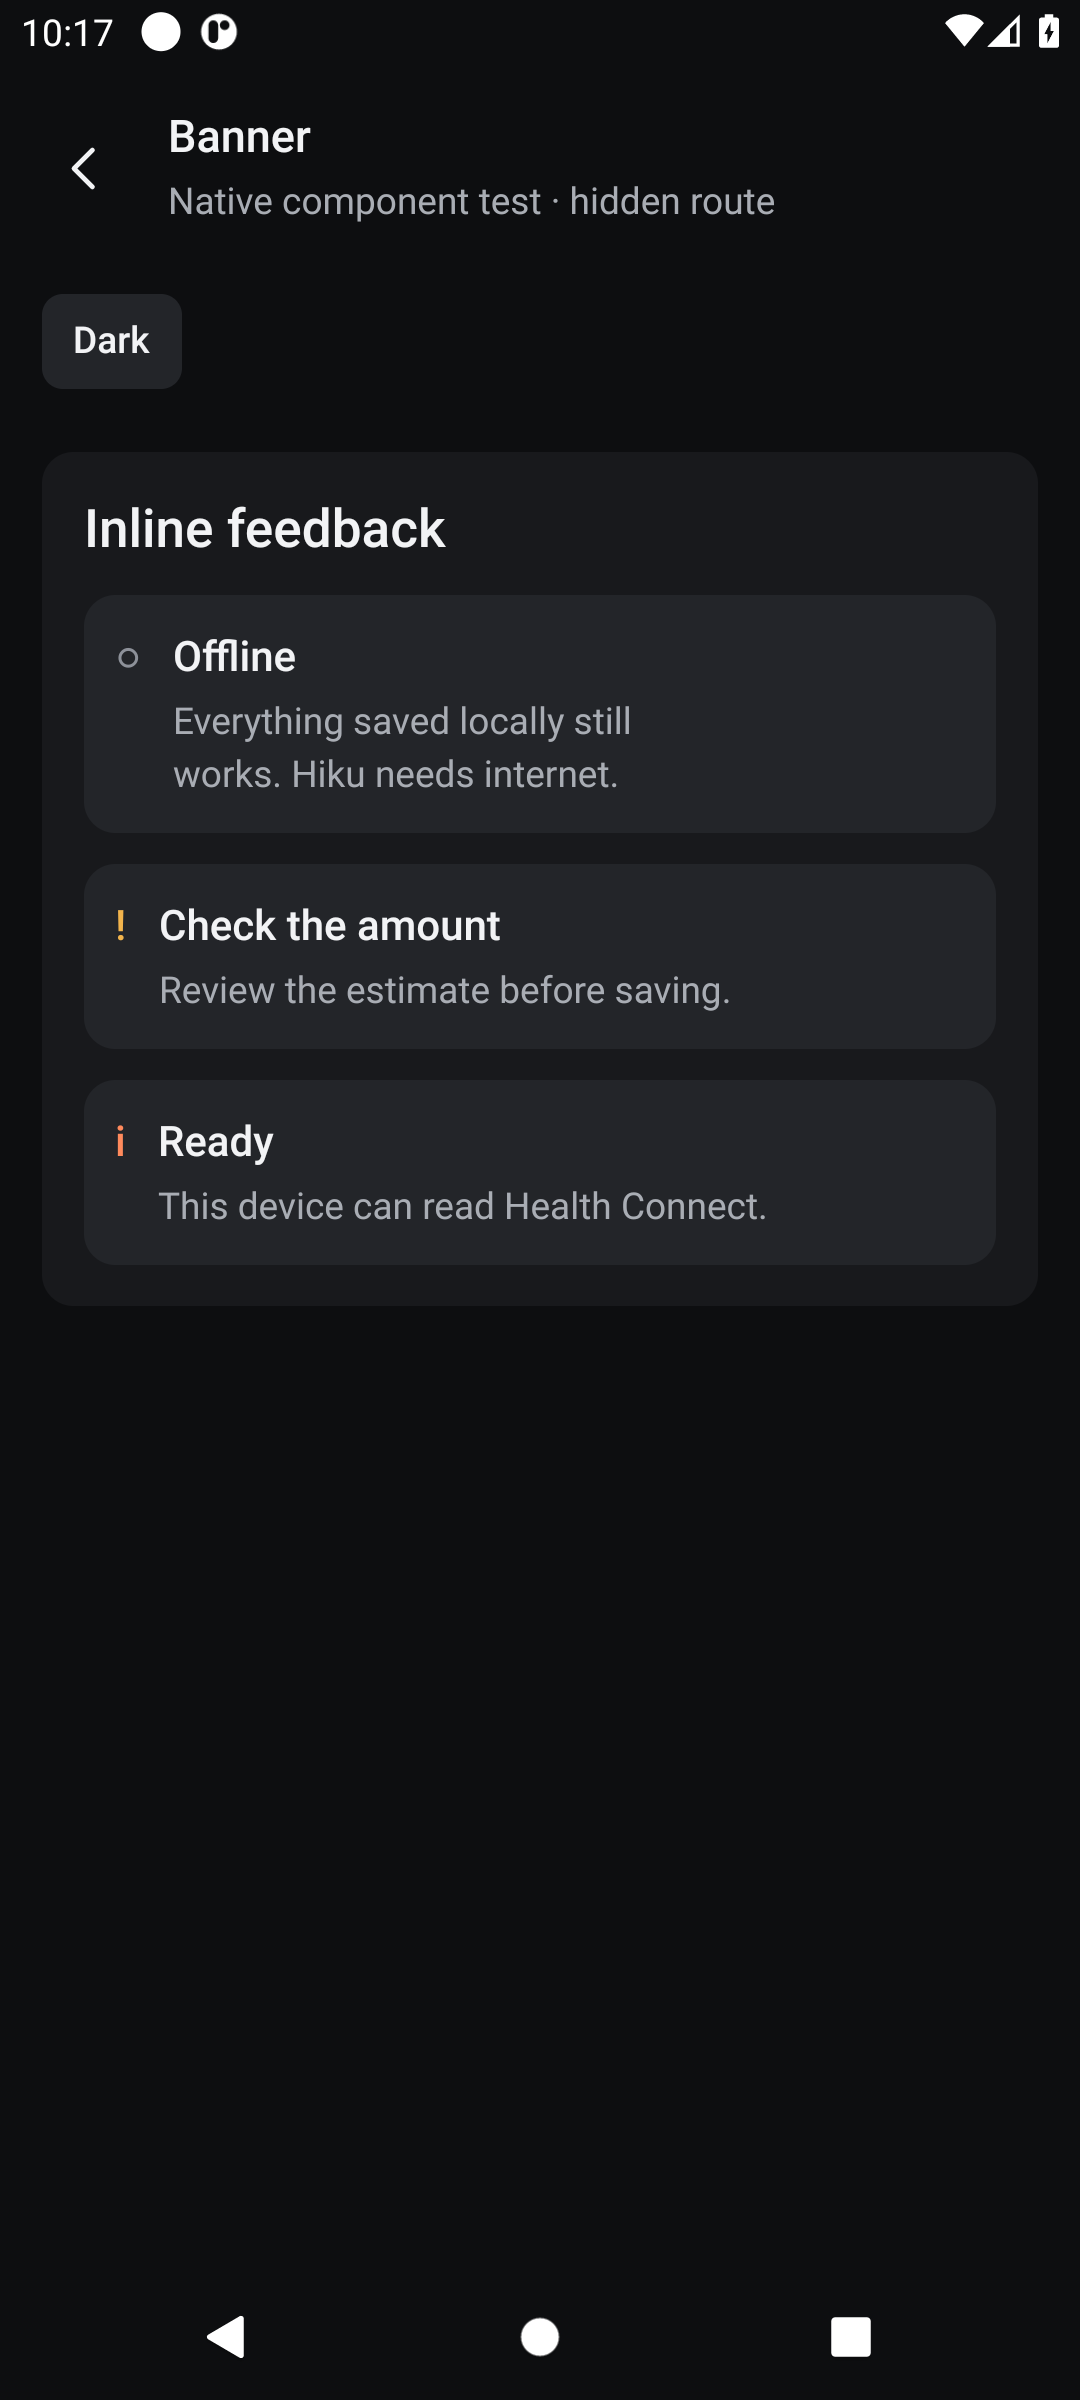 10:17
Banner
Native component test · hidden route
Dark
Inline feedback
Offline
Everything saved locally still
works. Hiku needs internet.
! Check the amount
Review the estimate before saving.
i Ready
This device can read Health Connect.